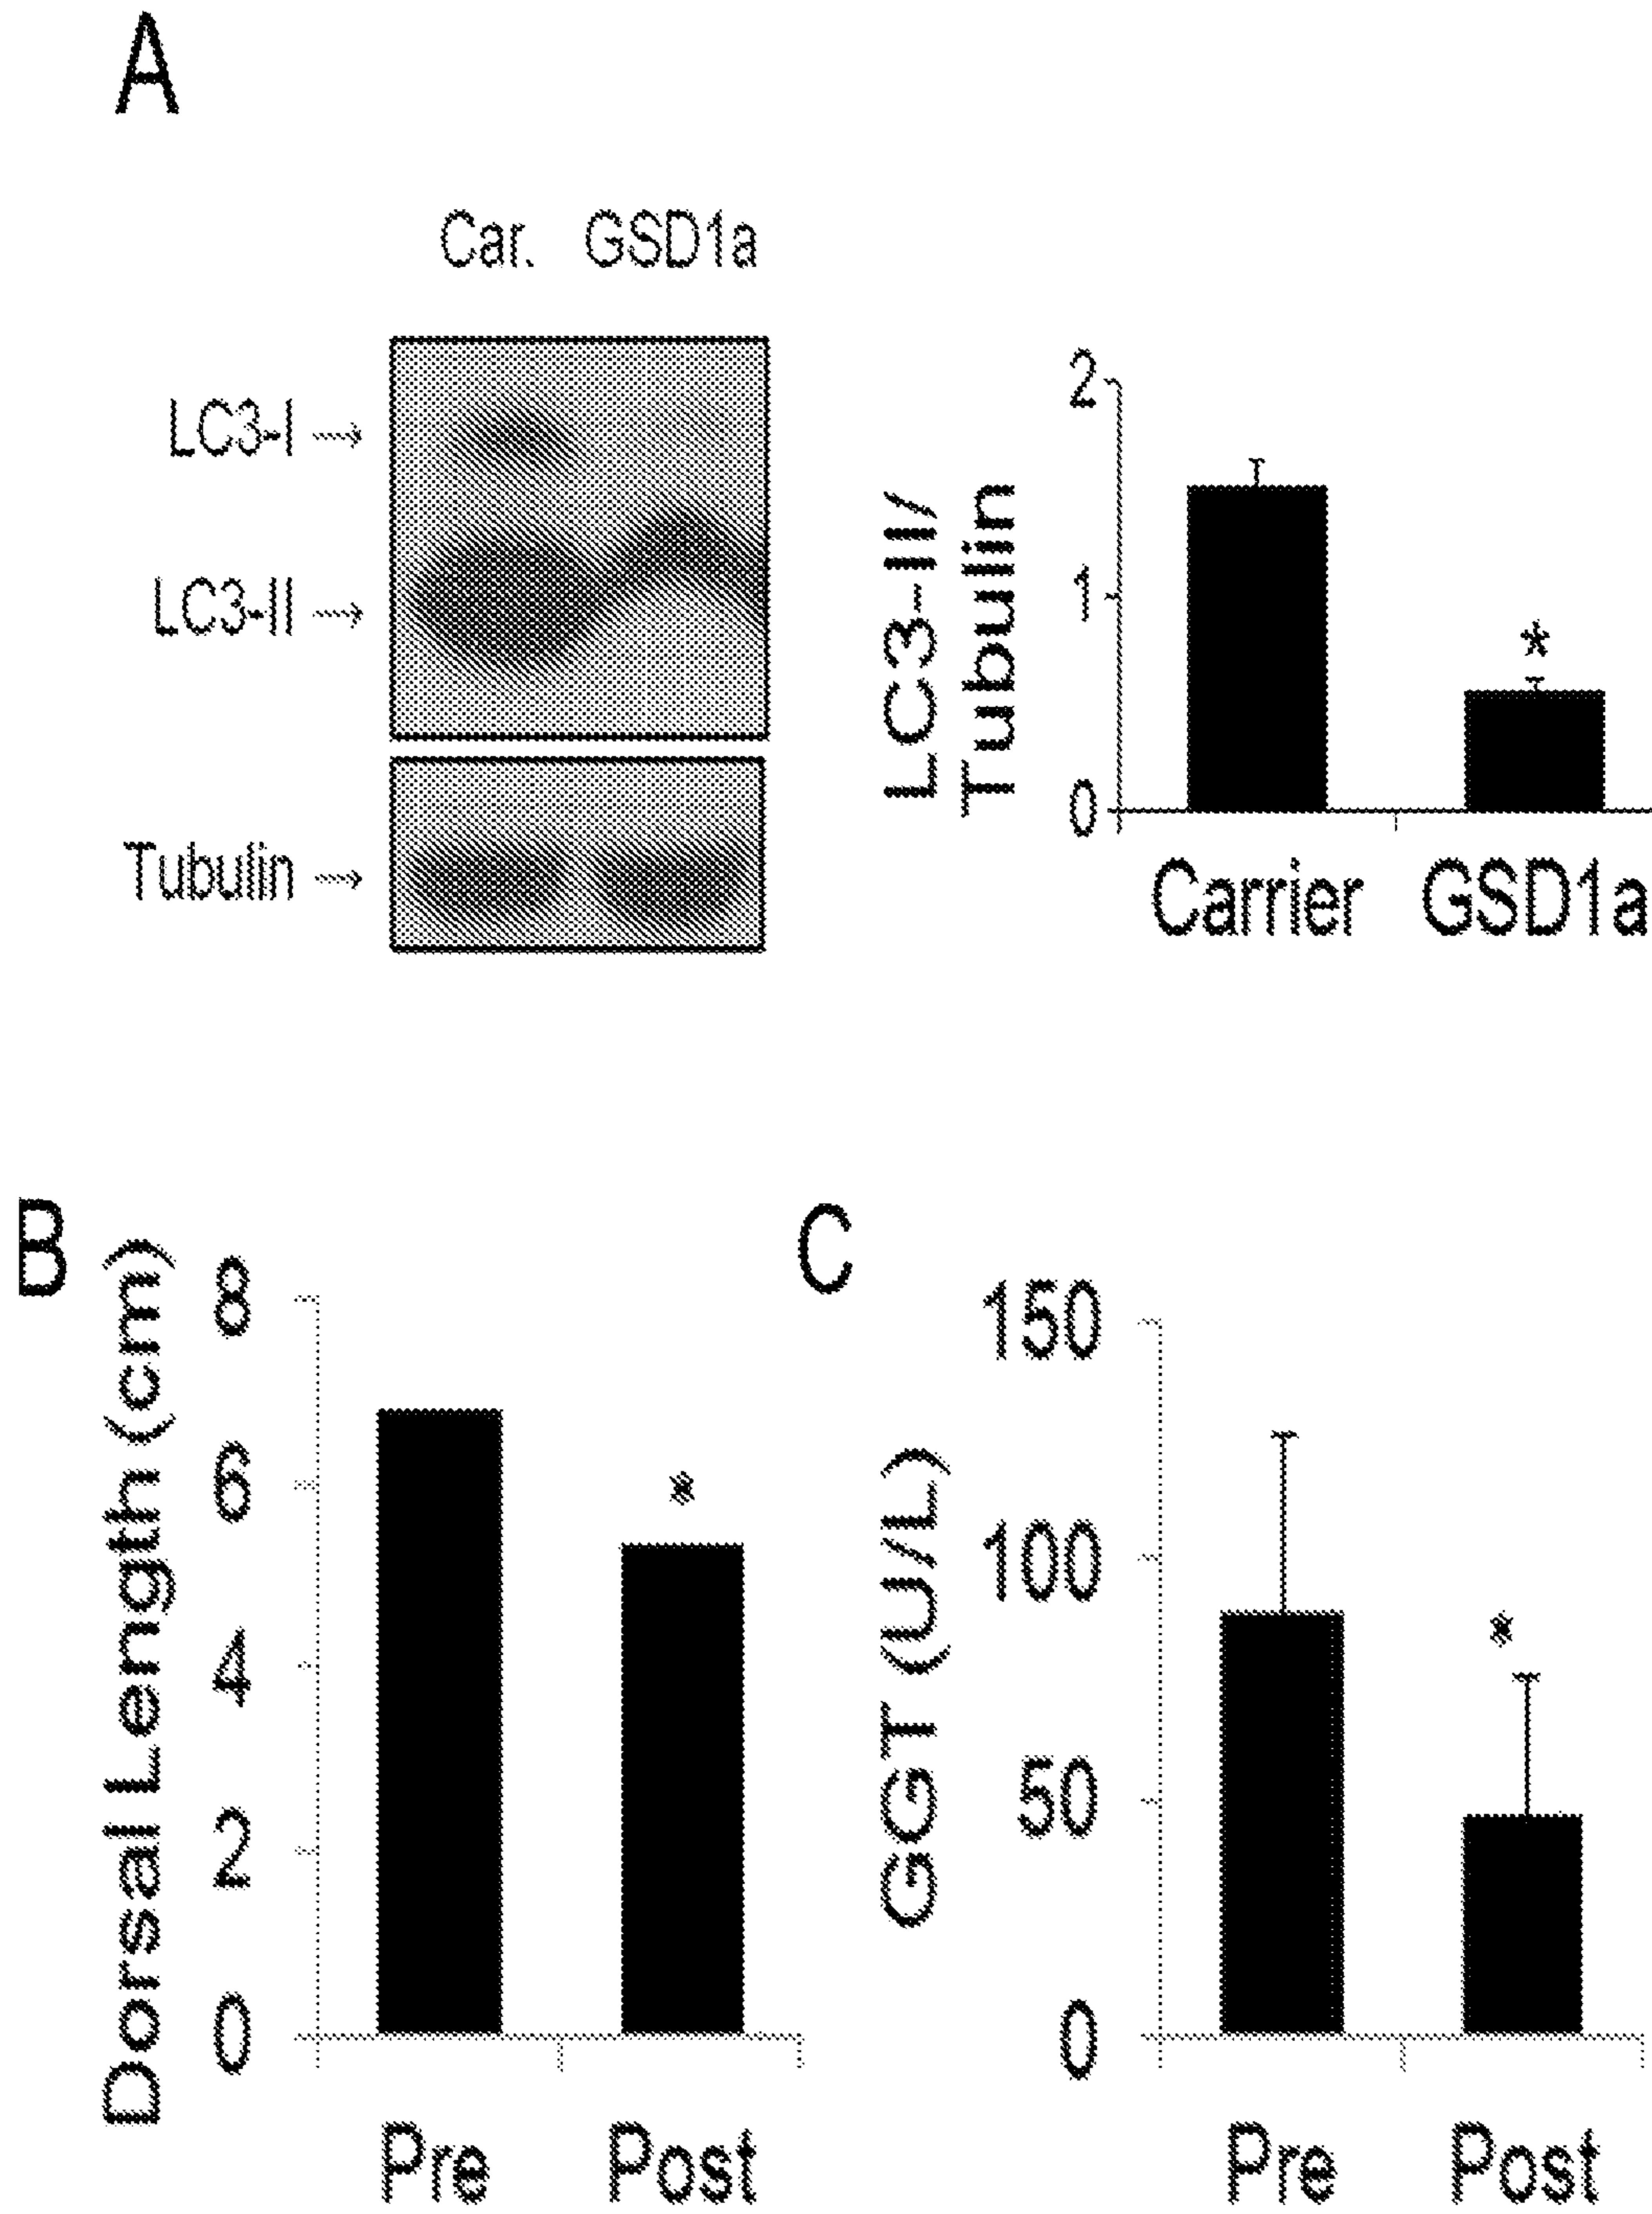 A
Car. GSD1a
LC3-I →
LC3-II →
Tubulin →
LC3-II/
Tubulin
2
1
0
*
Carrier GSD1a
B
Dorsal Length (cm)
8
6
4
2
0
*
Pre Post
C
GGT (U/L)
150
100
50
0
*
Pre Post